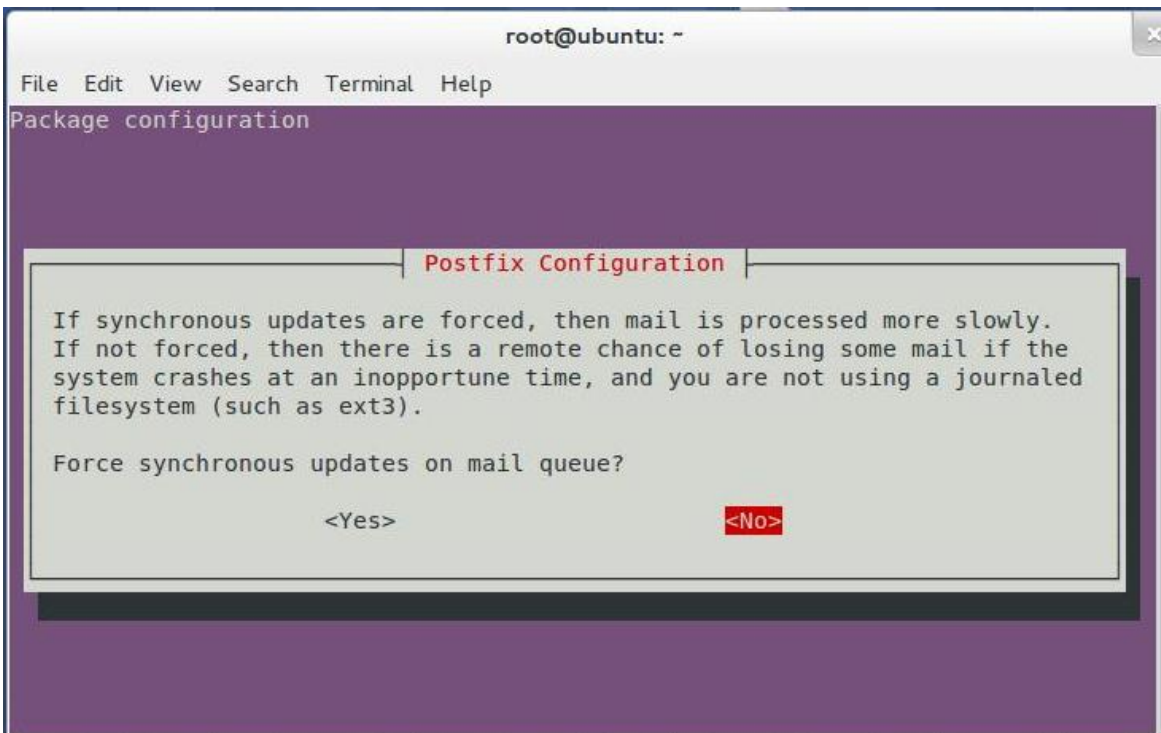 root@ubuntu: ~
File Edit View Search Terminal Help
Package configuration
Postfix Configuration
If synchronous updates are forced, then mail is processed more slowly.
If not forced, then there is a remote chance of losing some mail if the
system crashes at an inopportune time, and you are not using a journaled
filesystem (such as ext3).
Force synchronous updates on mail queue?
<Yes> <No>